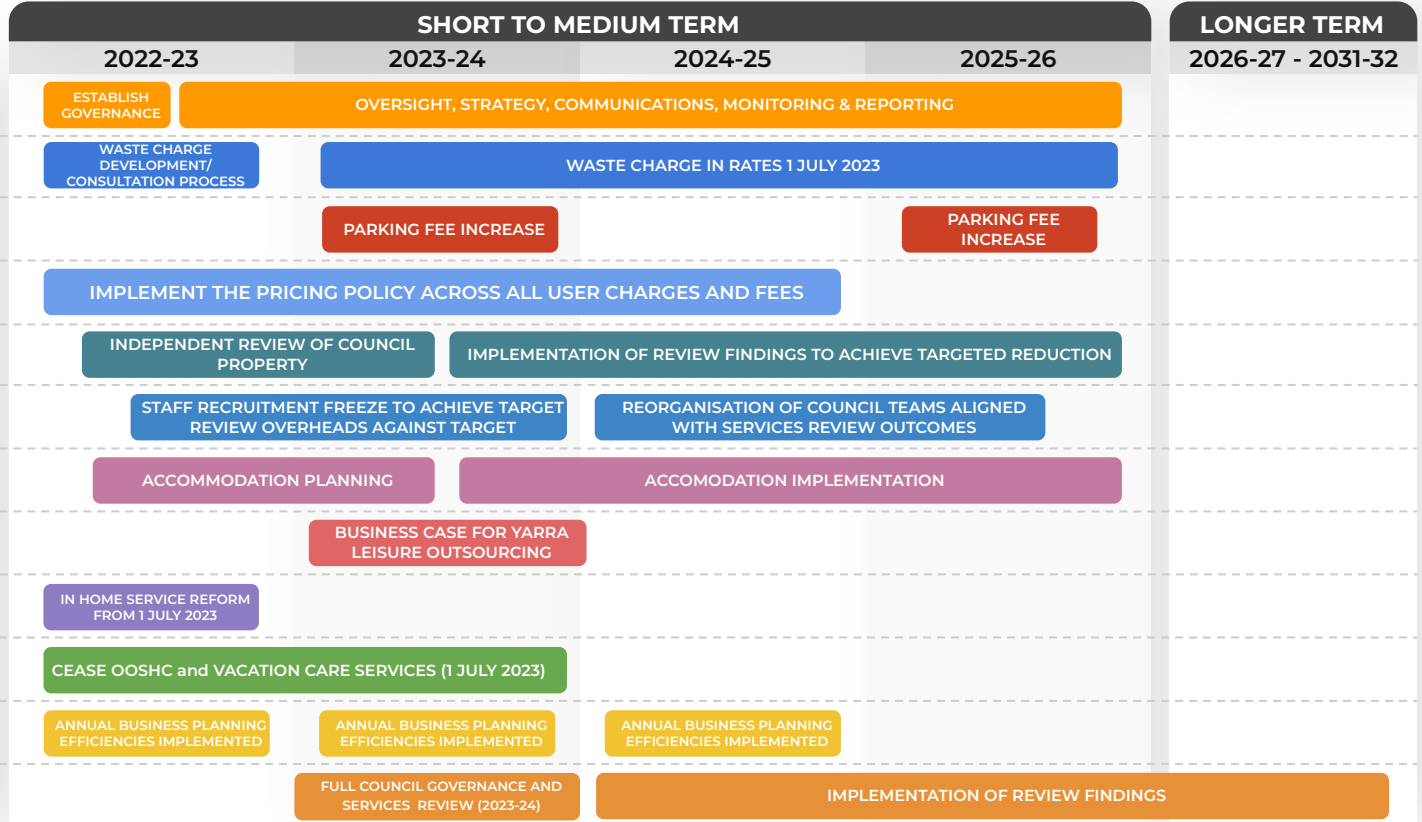 SHORT TO MEDIUM TERM
LONGER TERM
2022-23
2023-24
2024-25
2025-26
2026-27 - 2031-32
ESTABLISH
GOVERNANCE
OVERSIGHT, STRATEGY, COMMUNICATIONS, MONITORING & REPORTING
WASTE CHARGE
DEVELOPMENT/
CONSULTATION PROCESS
WASTE CHARGE IN RATES 1 JULY 2023
PARKING FEE INCREASE
PARKING FEE
INCREASE
IMPLEMENT THE PRICING POLICY ACROSS ALL USER CHARGES AND FEES
INDEPENDENT REVIEW OF COUNCIL
PROPERTY
IMPLEMENTATION OF REVIEW FINDINGS TO ACHIEVE TARGETED REDUCTION
STAFF RECRUITMENT FREEZE TO ACHIEVE TARGET
REVIEW OVERHEADS AGAINST TARGET
REORGANISATION OF COUNCIL TEAMS ALIGNED
WITH SERVICES REVIEW OUTCOMES
ACCOMMODATION PLANNING
ACCOMODATION IMPLEMENTATION
BUSINESS CASE FOR YARRA
LEISURE OUTSOURCING
IN HOME SERVICE REFORM
FROM 1 JULY 2023
CEASE OOSHC and VACATION CARE SERVICES (1 JULY 2023)
ANNUAL BUSINESS PLANNING
EFFICIENCIES IMPLEMENTED
ANNUAL BUSINESS PLANNING
EFFICIENCIES IMPLEMENTED
ANNUAL BUSINESS PLANNING
EFFICIENCIES IMPLEMENTED
FULL COUNCIL GOVERNANCE AND
SERVICES REVIEW (2023-24)
IMPLEMENTATION OF REVIEW FINDINGS